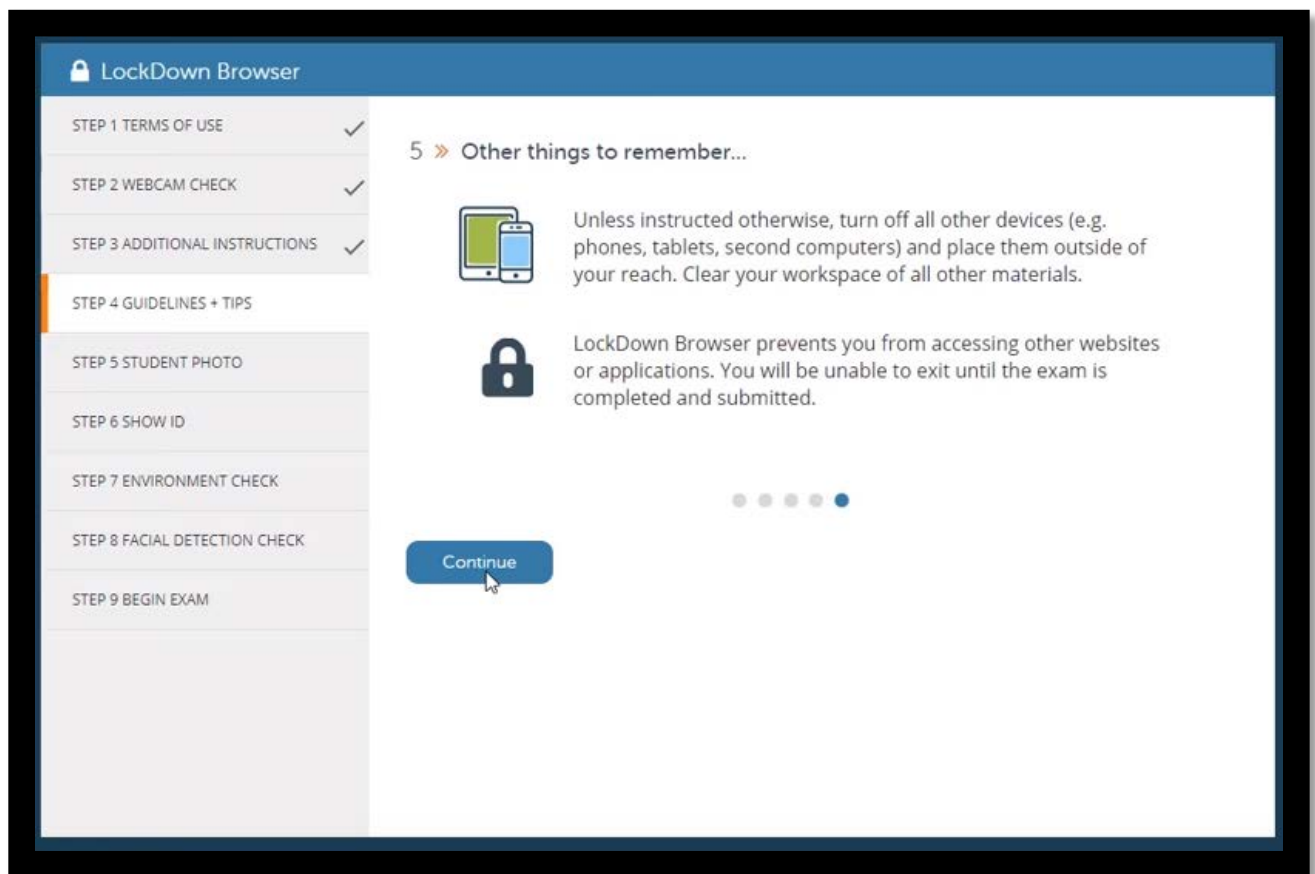 LockDown Browser
STEP 1 TERMS OF USE
STEP 2 WEBCAM CHECK
STEP 3 ADDITIONAL INSTRUCTIONS
STEP 4 GUIDELINES + TIPS
STEP 5 STUDENT PHOTO
STEP 6 SHOW ID
STEP 7 ENVIRONMENT CHECK
STEP 8 FACIAL DETECTION CHECK
STEP 9 BEGIN EXAM
5 » Other things to remember...
Unless instructed otherwise, turn off all other devices (e.g.
phones, tablets, second computers) and place them outside of
your reach. Clear your workspace of all other materials.
LockDown Browser prevents you from accessing other websites
or applications. You will be unable to exit until the exam is
completed and submitted.
Continue